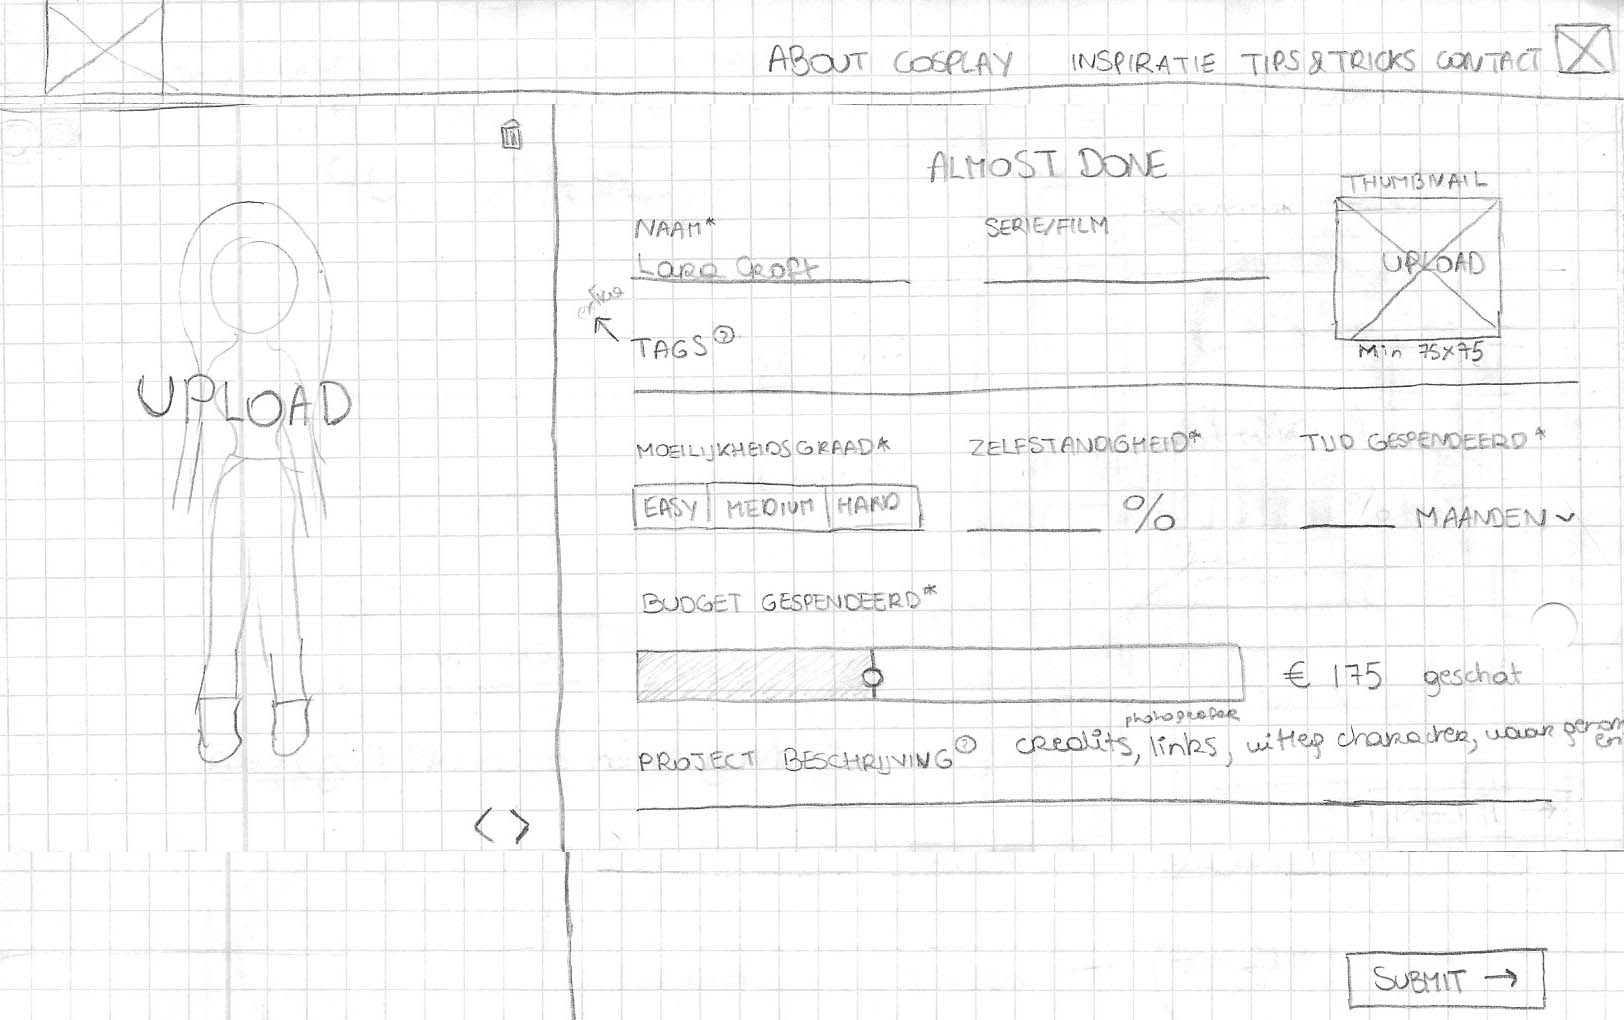 ABOUT COSPLAY INSPIRATIE TIPS & TRICKS CONTACT
ALMOST DONE
THUMBNAIL
NAAM* SERIE/FILM
UPLOAD
Lara Croft
TAGS?
Min 75x75
UPLOAD
MOEILIJKHEIDSGRAAD* ZELFSTANDIGHEID* TIJD GESPENDEERD*
EASY MEDIUM HARD % MAANDEN
BUDGET GESPENDEERD*
€ 175 geschat
PROJECT BESCHRIJVING? credits, links, uitleg character, waar
< >
SUBMIT →